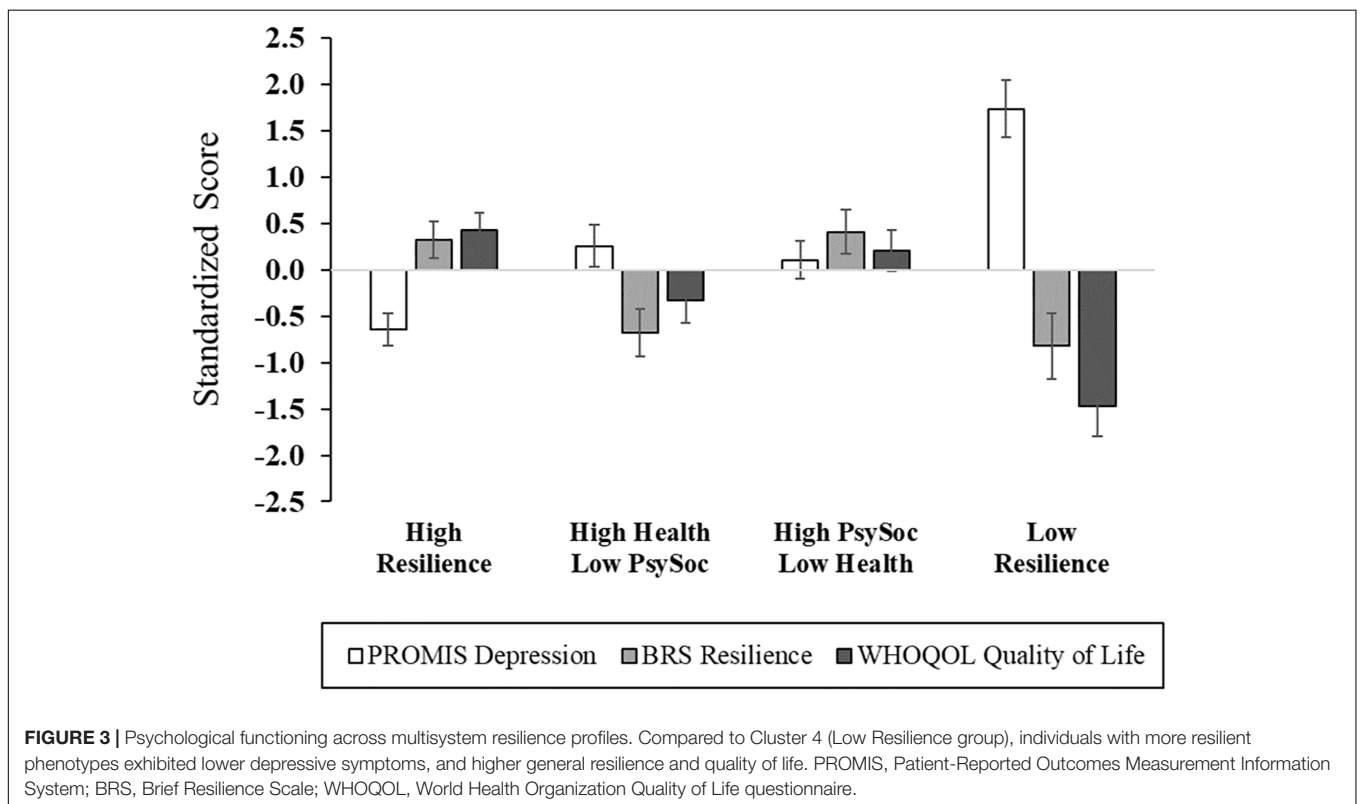 2.5
2.0
1.5
1.0
0.5
0.0
-0.5
-1.0
-1.5
-2.0
-2.5
Standardized Score
High
Resilience
High Health
Low PsySoc
High PsySoc
Low Health
Low
Resilience
PROMIS Depression BRS Resilience WHOQOL Quality of Life
FIGURE 3 | Psychological functioning across multisystem resilience profiles. Compared to Cluster 4 (Low Resilience group), individuals with more resilient
phenotypes exhibited lower depressive symptoms, and higher general resilience and quality of life. PROMIS, Patient-Reported Outcomes Measurement Information
System; BRS, Brief Resilience Scale; WHOQOL, World Health Organization Quality of Life questionnaire.